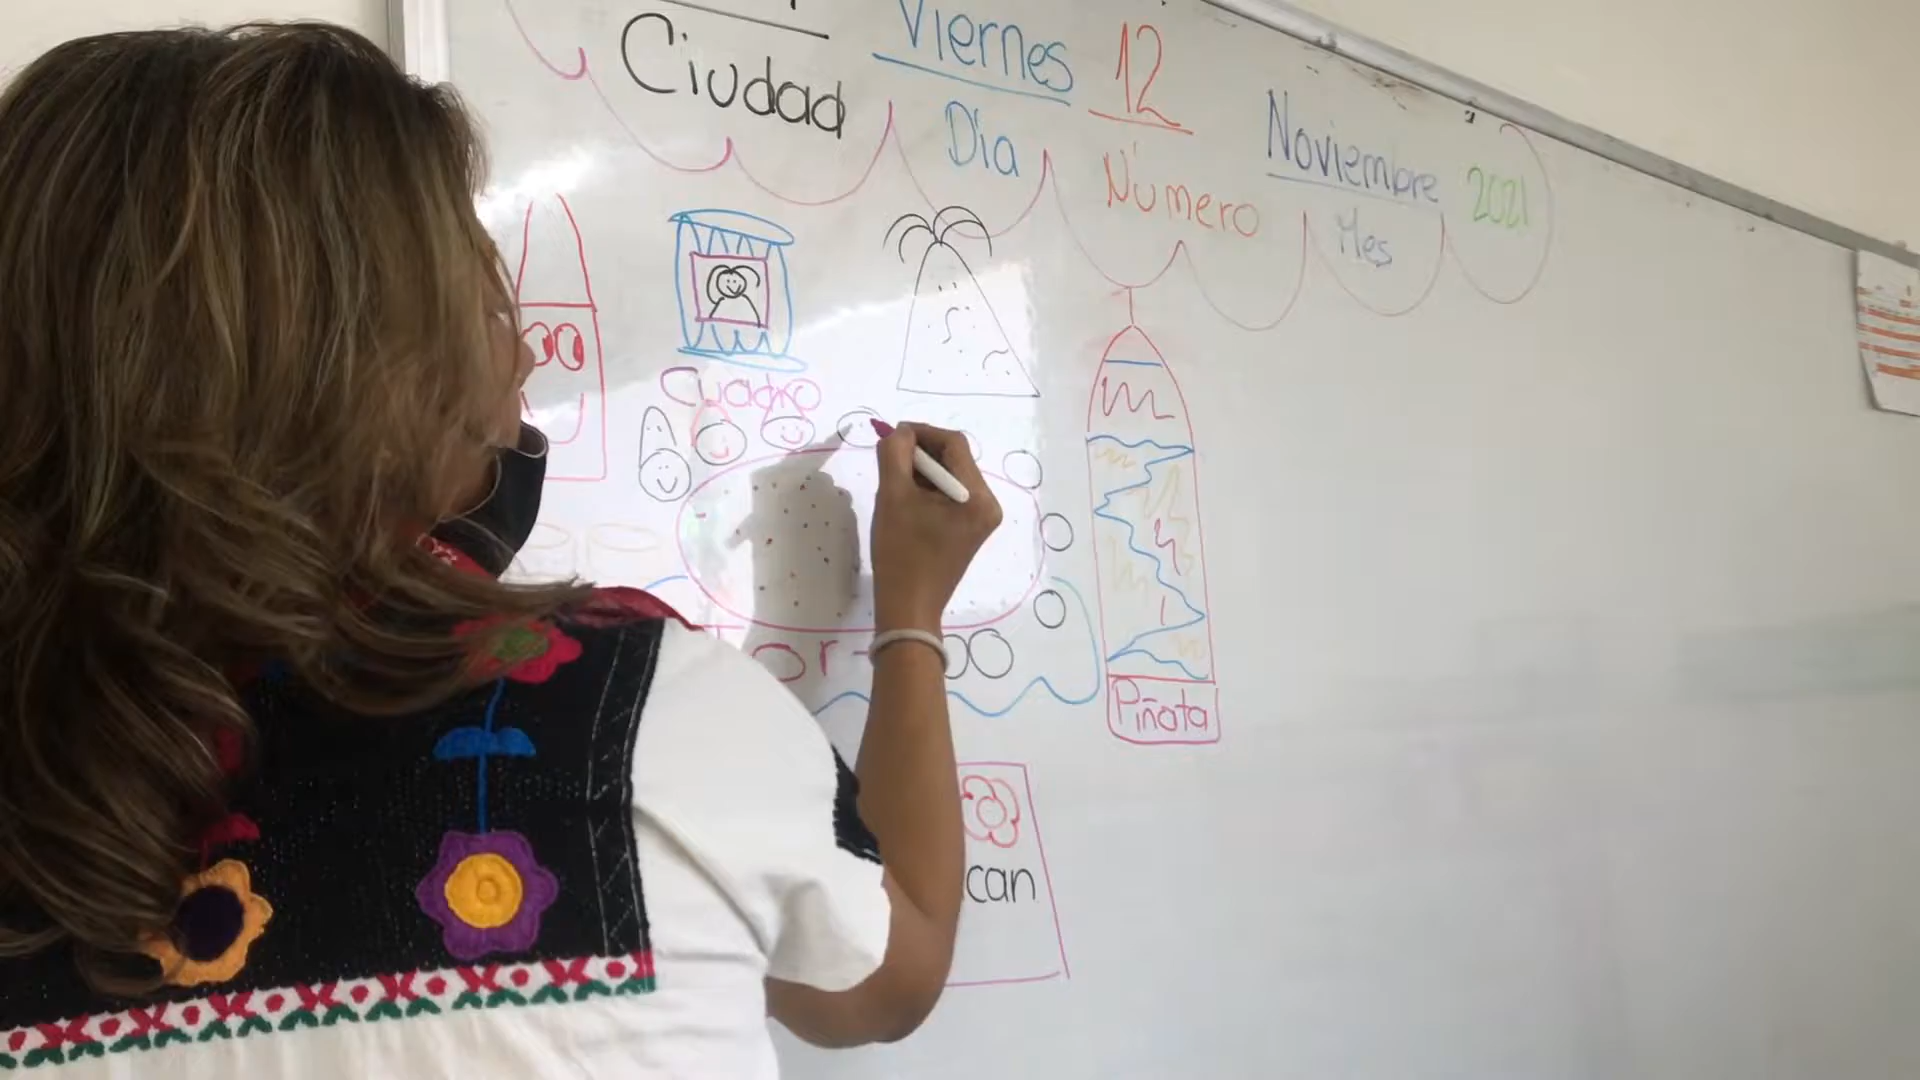 Ciudad
Viernes
Día
12
Número
Noviembre
Mes
2021
Cuadro
Piñata
can